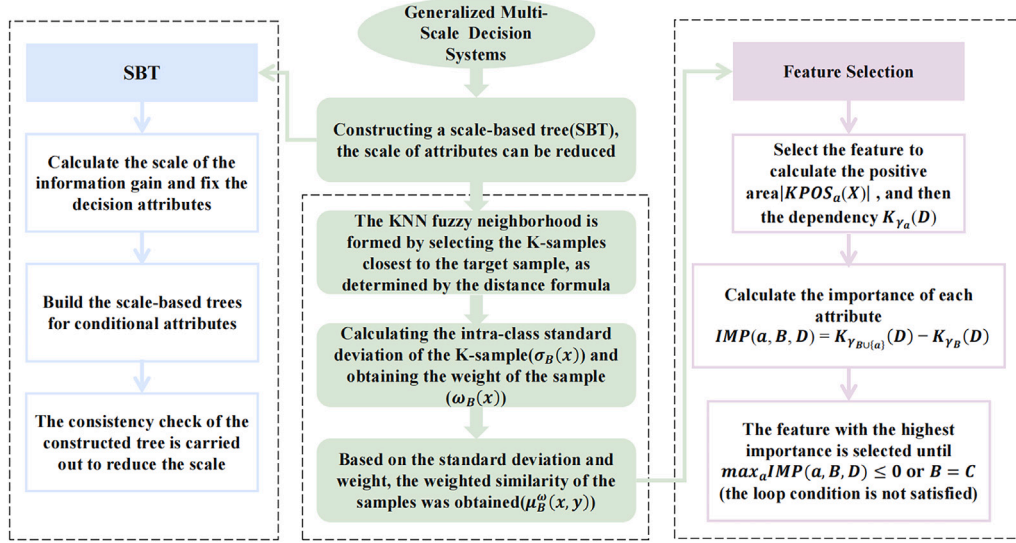 Generalized Multi-
Scale Decision
Systems
SBT
Calculate the scale of the
information gain and fix the
decision attributes
Build the scale-based trees
for conditional attributes
The consistency check of the
constructed tree is carried
out to reduce the scale
Constructing a scale-based tree(SBT),
the scale of attributes can be reduced
The KNN fuzzy neighborhood is
formed by selecting the K-samples
closest to the target sample, as
determined by the distance formula
Calculating the intra-class standard
deviation of the K-sample(σ_B(x)) and
obtaining the weight of the sample
(ω_B(x))
Based on the standard deviation and
weight, the weighted similarity of the
samples was obtained(μ_B^ω(x, y))
Feature Selection
Select the feature to
calculate the positive
area|KPOS_a(X)| , and then
the dependency K_{γ_a}(D)
Calculate the importance of each
attribute
IMP(a, B, D) = K_{γ_{B∪{a}}}(D) − K_{γ_B}(D)
The feature with the highest
importance is selected until
max_a IMP(a, B, D) ≤ 0 or B = C
(the loop condition is not satisfied)